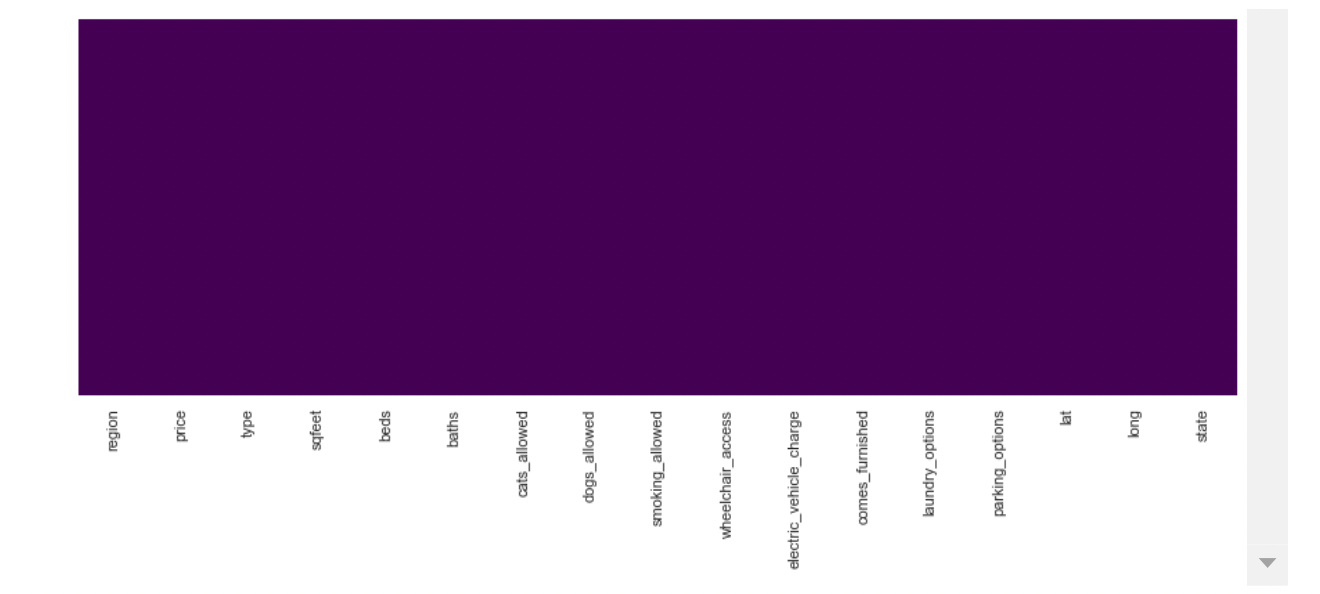 region
price
type
sqfeet
beds
baths
cats_allowed
dogs_allowed
smoking_allowed
wheelchair_access
electric_vehicle_charge
comes_furnished
laundry_options
parking_options
lat
long
state